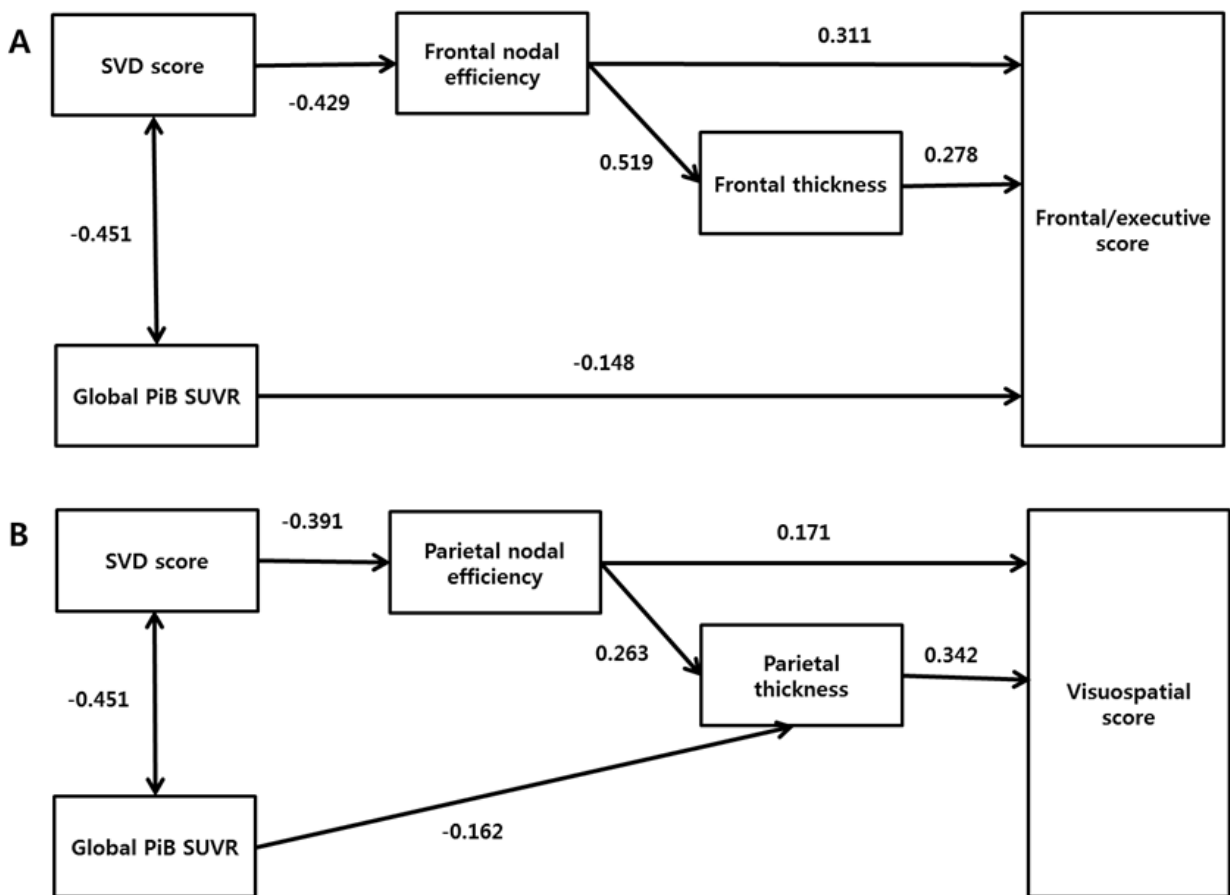 A
SVD score
-0.429
Frontal nodal
efficiency
0.311
0.519
Frontal thickness
0.278
Frontal/executive
score
-0.451
Global PiB SUVR
-0.148
B
SVD score
-0.391
Parietal nodal
efficiency
0.171
0.263
Parietal
thickness
0.342
Visuospatial
score
-0.451
Global PiB SUVR
-0.162